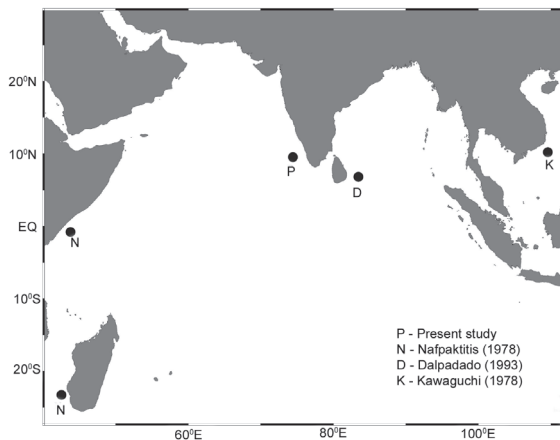 20⁰N
10⁰N
P
D
K
EQ
N
10⁰S
P - Present study
N - Nafpaktitis (1978)
D - Dalpadado (1993)
K - Kawaguchi (1978)
20⁰S
N
60⁰E
80⁰E
100⁰E